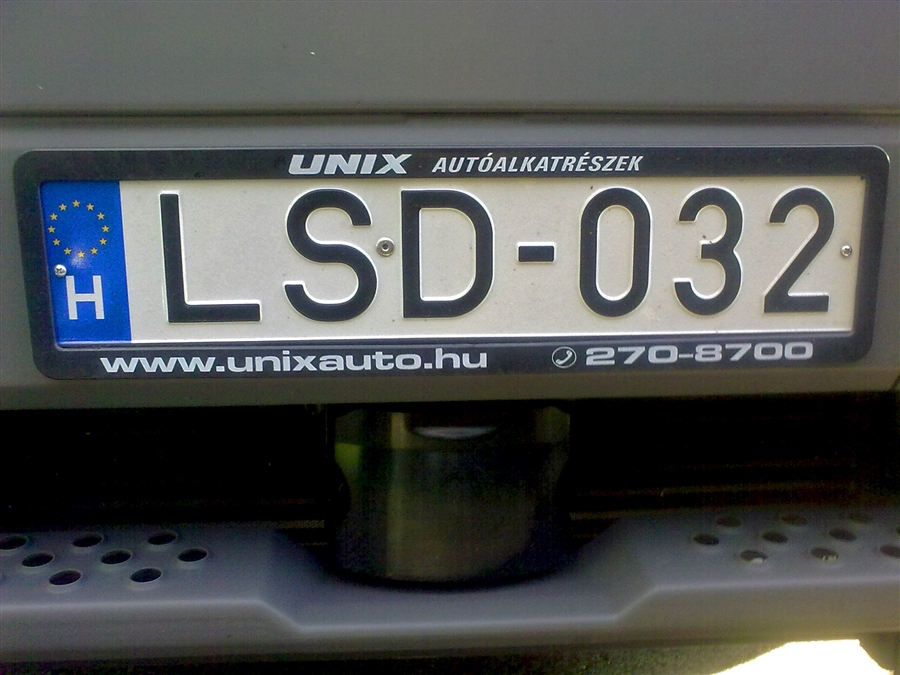 UNIX AUTÓALKATRÉSZEK
H LSD-032
www.unixauto.hu 270-8700